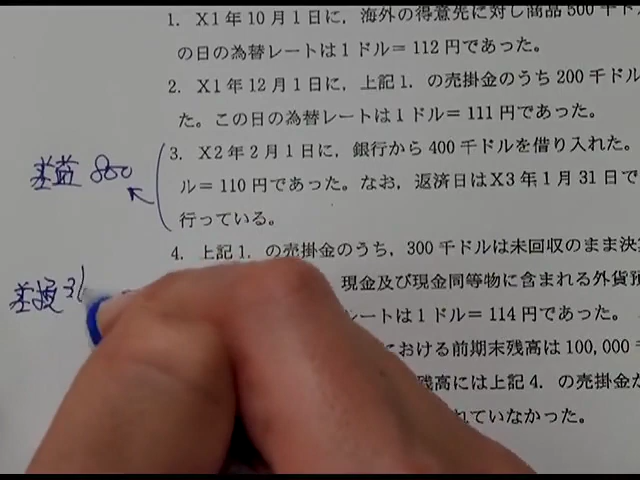 1. X1年10月1日に，海外の得意先に対し商品500千ド
の日の為替レートは1ドル＝112円であった。
2. X1年12月1日に，上記1．の売掛金のうち200千ドル
た。この日の為替レートは1ドル＝111円であった。
3. X2年2月1日に，銀行から400千ドルを借り入れた。
ル＝110円であった。なお，返済日はX3年1月31日で
行っている。
差益 800
4. 上記1．の売掛金のうち，300千ドルは未回収のまま決
現金及び現金同等物に含まれる外貨預
差損 31
レートは1ドル＝114円であった。
における前期末残高は100,000
残高には上記4．の売掛金
れていなかった。